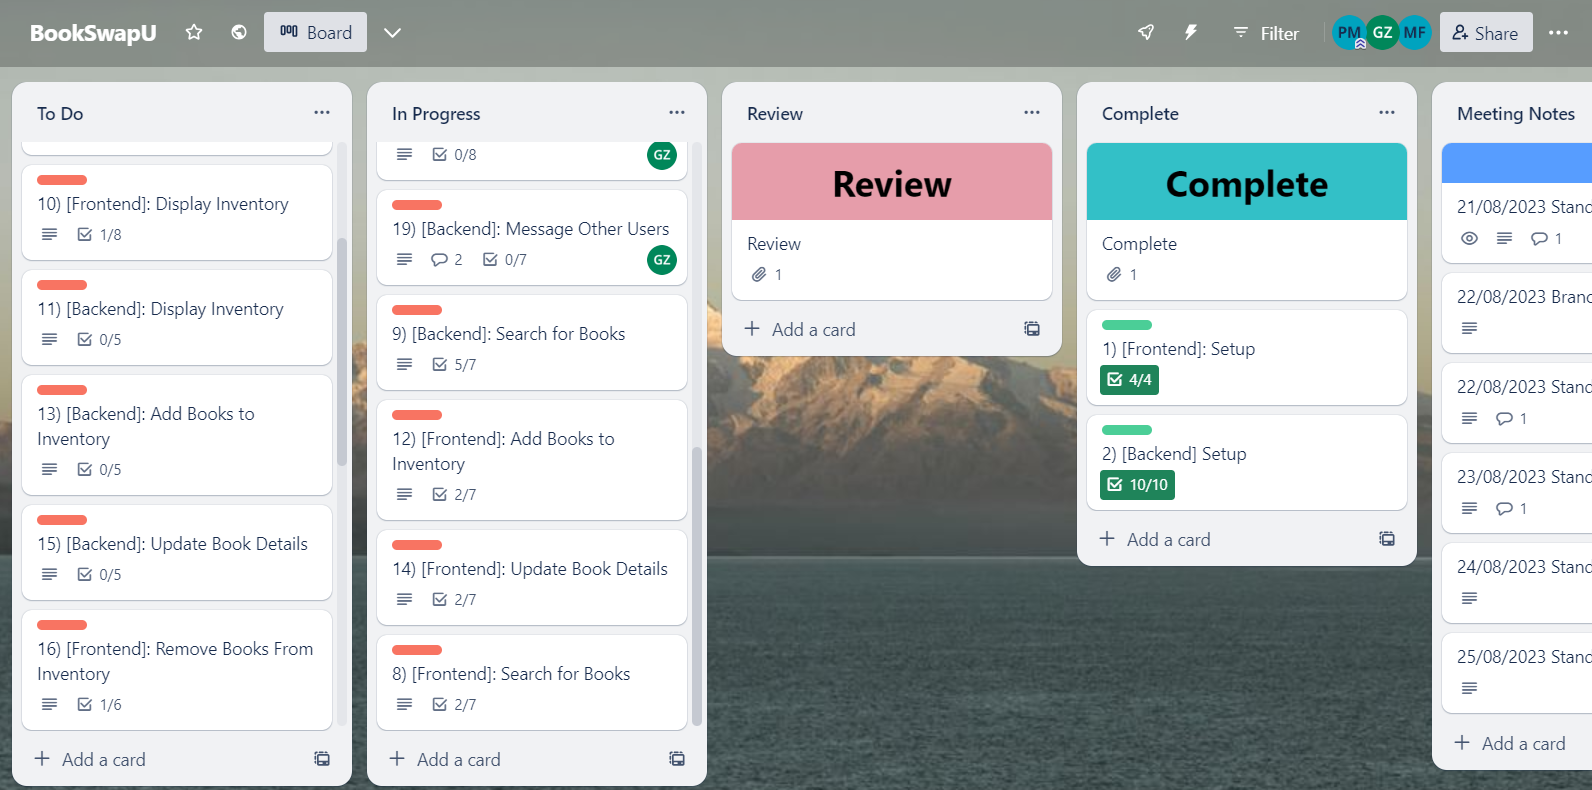 BookSwapU
Board
Filter
PM
GZ
MF
Share
To Do
10) [Frontend]: Display Inventory
1/8
11) [Backend]: Display Inventory
0/5
13) [Backend]: Add Books to
Inventory
0/5
15) [Backend]: Update Book Details
0/5
16) [Frontend]: Remove Books From
Inventory
1/6
Add a card
In Progress
0/8
GZ
19) [Backend]: Message Other Users
2
0/7
GZ
9) [Backend]: Search for Books
5/7
12) [Frontend]: Add Books to
Inventory
2/7
14) [Frontend]: Update Book Details
2/7
8) [Frontend]: Search for Books
2/7
Add a card
Review
Review
Review
1
Add a card
Complete
Complete
Complete
1
1) [Frontend]: Setup
4/4
2) [Backend] Setup
10/10
Add a card
Meeting Notes
21/08/2023 Stand
1
22/08/2023 Branc
22/08/2023 Stand
1
23/08/2023 Stand
1
24/08/2023 Stand
25/08/2023 Stand
Add a card